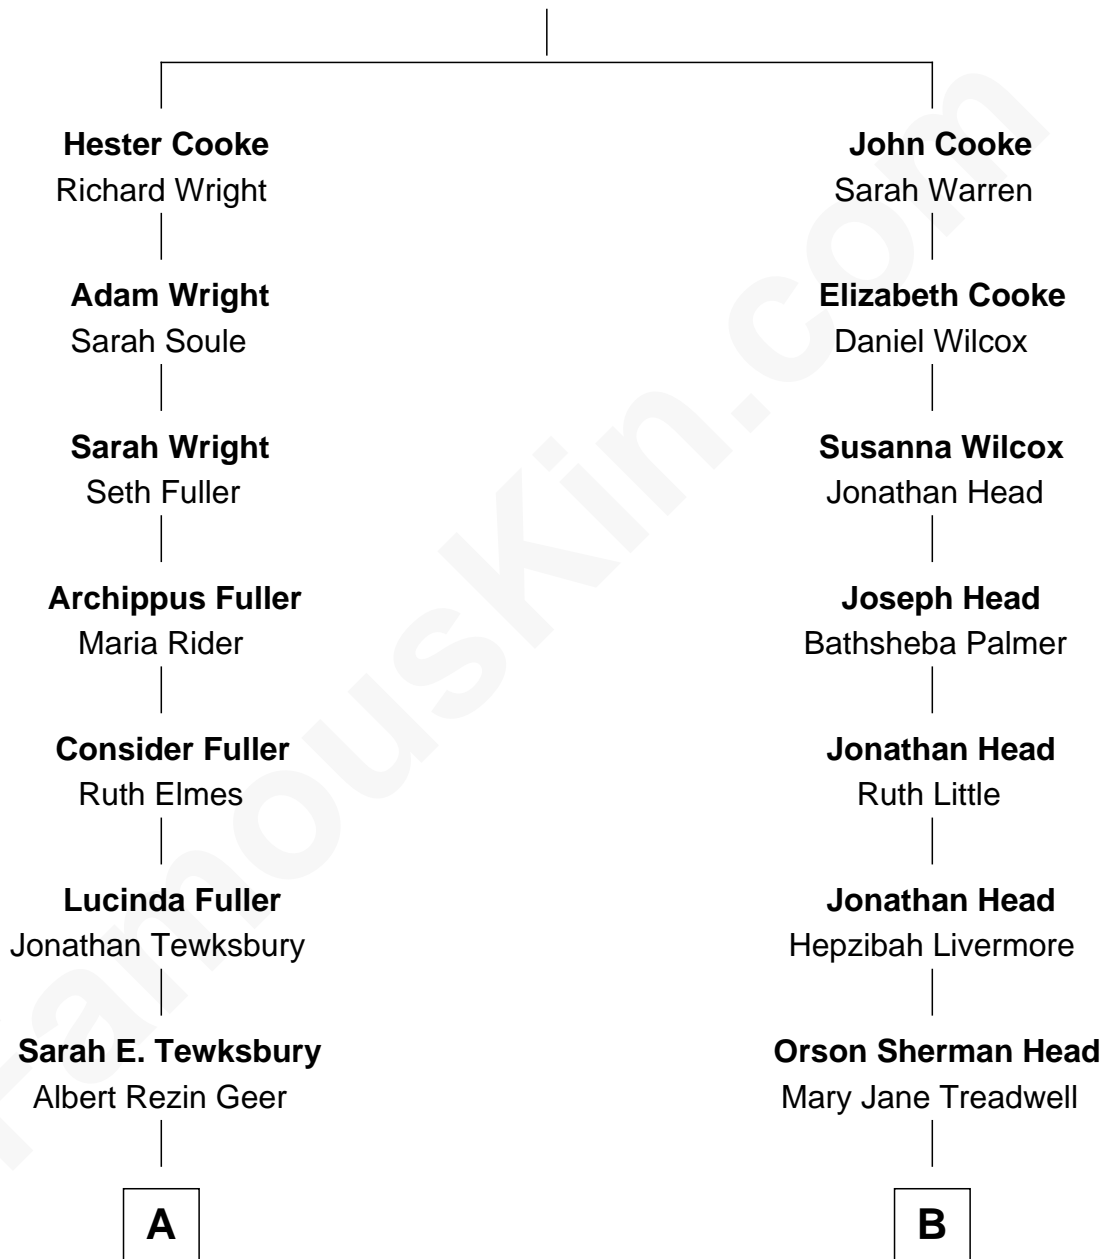 Hester Cooke
Richard Wright
Adam Wright
Sarah Soule
Sarah Wright
Seth Fuller
Archippus Fuller
Maria Rider
Consider Fuller
Ruth Elmes
Lucinda Fuller
Jonathan Tewksbury
Sarah E. Tewksbury
Albert Rezin Geer
A
John Cooke
Sarah Warren
Elizabeth Cooke
Daniel Wilcox
Susanna Wilcox
Jonathan Head
Joseph Head
Bathsheba Palmer
Jonathan Head
Ruth Little
Jonathan Head
Hepzibah Livermore
Orson Sherman Head
Mary Jane Treadwell
B
FamousKin.com